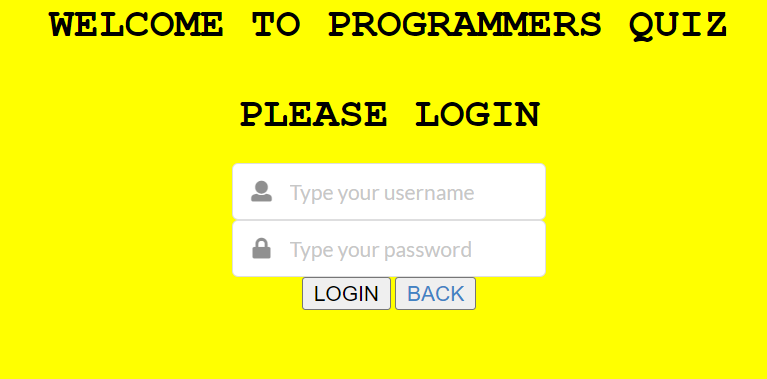 WELCOME TO PROGRAMMERS QUIZ
PLEASE LOGIN
Type your username
Type your password
LOGIN BACK